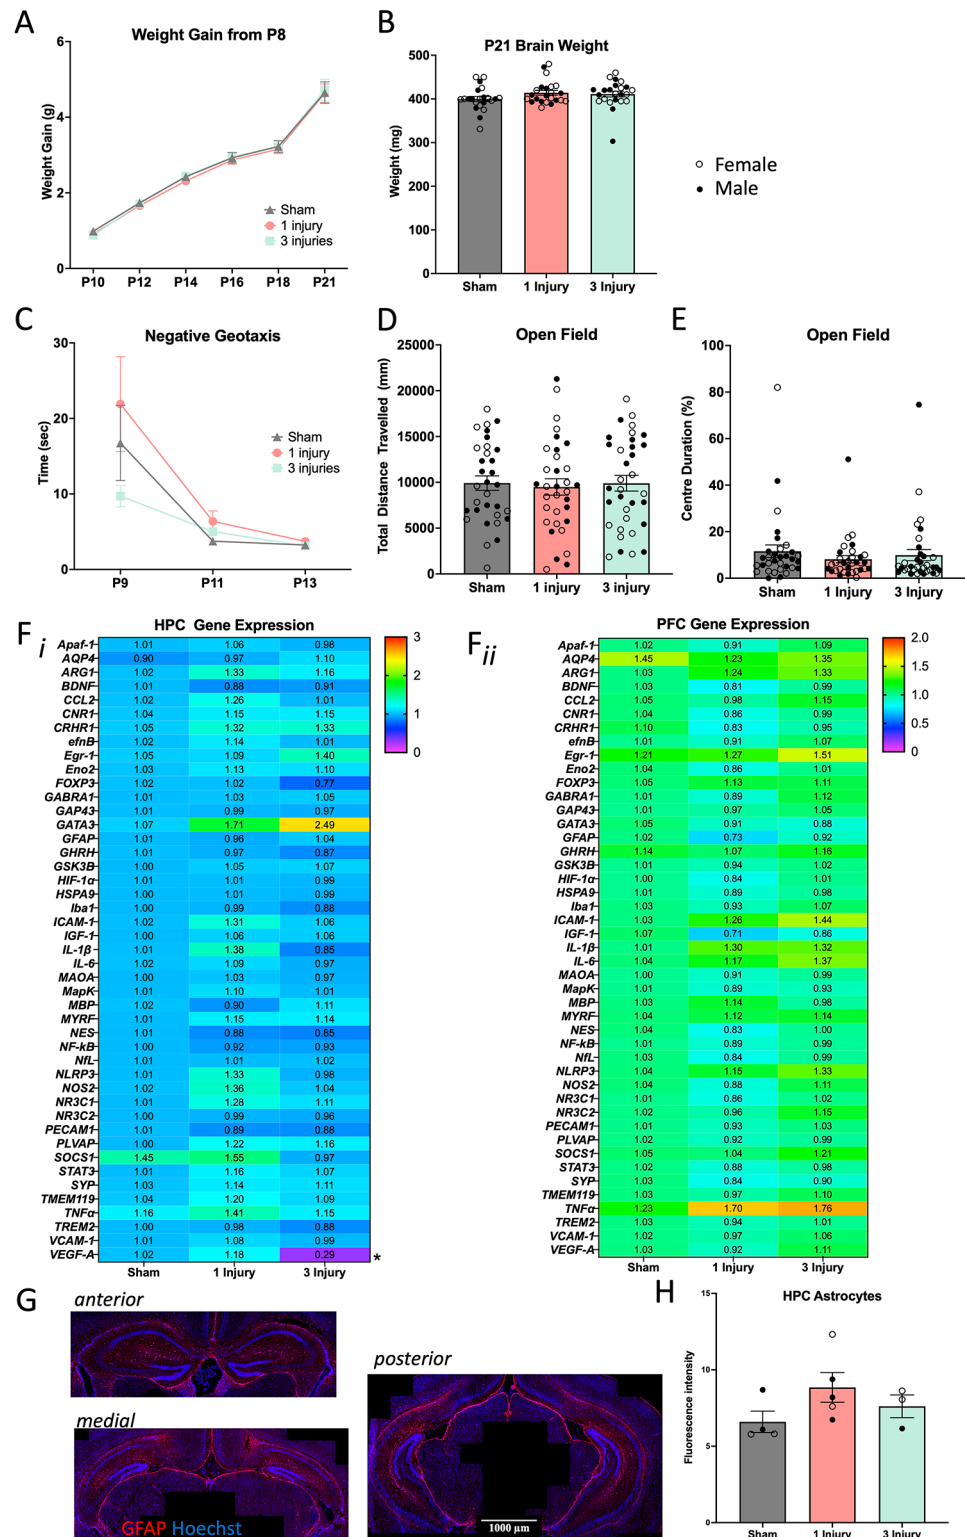 A
Weight Gain from P8
Weight Gain (g)
6
4
2
0
P10 P12 P14 P16 P18 P21
Sham
1 injury
3 injuries
B
P21 Brain Weight
Weight (mg)
500
400
300
200
100
0
Sham 1 Injury 3 Injury
Female
Male
C
Negative Geotaxis
Time (sec)
30
20
10
0
P9 P11 P13
Sham
1 injury
3 injuries
D
Open Field
Total Distance Travelled (mm)
25000
20000
15000
10000
5000
0
Sham 1 injury 3 injury
E
Open Field
Centre Duration (%)
100
80
60
40
20
0
Sham 1 Injury 3 Injury
F i
HPC Gene Expression
Apaf-1 1.01 1.06 0.98
AQP4 0.90 0.97 1.10
ARG1 1.02 1.33 1.16
BDNF 1.01 0.88 0.91
CCL2 1.02 1.26 1.01
CNR1 1.04 1.15 1.15
CRHR1 1.05 1.32 1.33
efnB 1.02 1.14 1.01
Egr-1 1.05 1.09 1.40
Eno2 1.03 1.13 1.10
FOXP3 1.02 1.02 0.77
GABRA1 1.01 1.03 1.05
GAP43 1.01 0.99 0.97
GATA3 1.07 1.71 2.49
GFAP 1.01 0.96 1.04
GHRH 1.01 0.97 0.87
GSK3B 1.00 1.05 1.07
HIF-1α 1.00 1.01 0.99
HSPA9 1.00 1.01 0.99
Iba1 1.00 0.99 0.88
ICAM-1 1.02 1.31 1.06
IGF-1 1.00 1.06 1.06
IL-1β 1.01 1.38 0.85
IL-6 1.02 1.09 0.97
MAOA 1.00 1.03 0.97
MapK 1.01 1.10 1.01
MBP 1.02 0.90 1.11
MYRF 1.01 1.15 1.14
NES 1.01 0.88 0.85
NF-kB 1.00 0.92 0.93
NfL 1.01 1.01 1.02
NLRP3 1.01 1.33 0.98
NOS2 1.02 1.36 1.04
NR3C1 1.01 1.28 1.11
NR3C2 1.00 0.99 0.96
PECAM1 1.01 0.89 0.88
PLVAP 1.00 1.22 1.16
SOCS1 1.45 1.55 0.97
STAT3 1.01 1.16 1.07
SYP 1.03 1.14 1.11
TMEM119 1.04 1.20 1.09
TNFα 1.16 1.41 1.15
TREM2 1.00 0.98 0.88
VCAM-1 1.01 1.08 0.99
VEGF-A 1.02 1.18 0.29 *
Sham 1 Injury 3 Injury
3
2
1
0
F ii
PFC Gene Expression
Apaf-1 1.02 0.91 1.09
AQP4 1.45 1.23 1.35
ARG1 1.03 1.24 1.33
BDNF 1.03 0.81 0.99
CCL2 1.05 0.98 1.15
CNR1 1.04 0.86 0.99
CRHR1 1.10 0.83 0.95
efnB 1.01 0.91 1.07
Egr-1 1.21 1.27 1.51
Eno2 1.04 0.86 1.01
FOXP3 1.05 1.13 1.11
GABRA1 1.01 0.89 1.12
GAP43 1.01 0.97 1.05
GATA3 1.05 0.91 0.88
GFAP 1.02 0.73 0.92
GHRH 1.14 1.07 1.16
GSK3B 1.01 0.94 1.02
HIF-1α 1.00 0.84 1.01
HSPA9 1.01 0.89 0.98
Iba1 1.03 0.93 1.07
ICAM-1 1.03 1.26 1.44
IGF-1 1.07 0.71 0.86
IL-1β 1.01 1.30 1.32
IL-6 1.04 1.17 1.37
MAOA 1.00 0.91 0.99
MapK 1.01 0.89 0.93
MBP 1.03 1.14 0.98
MYRF 1.04 1.12 1.14
NES 1.04 0.83 1.00
NF-kB 1.01 0.89 0.99
NfL 1.03 0.84 0.99
NLRP3 1.04 1.15 1.33
NOS2 1.04 0.88 1.11
NR3C1 1.01 0.86 1.02
NR3C2 1.02 0.96 1.15
PECAM1 1.01 0.93 1.03
PLVAP 1.02 0.92 0.99
SOCS1 1.05 1.04 1.21
STAT3 1.02 0.88 0.98
SYP 1.03 0.84 0.90
TMEM119 1.03 0.97 1.10
TNFα 1.23 1.70 1.76
TREM2 1.03 0.94 1.01
VCAM-1 1.02 0.97 1.06
VEGF-A 1.03 0.92 1.11
Sham 1 Injury 3 Injury
2.0
1.5
1.0
0.5
0
G
anterior
medial
posterior
GFAP Hoechst
1000 µm
H
HPC Astrocytes
Fluorescence intensity
15
10
5
0
Sham 1 Injury 3 Injury